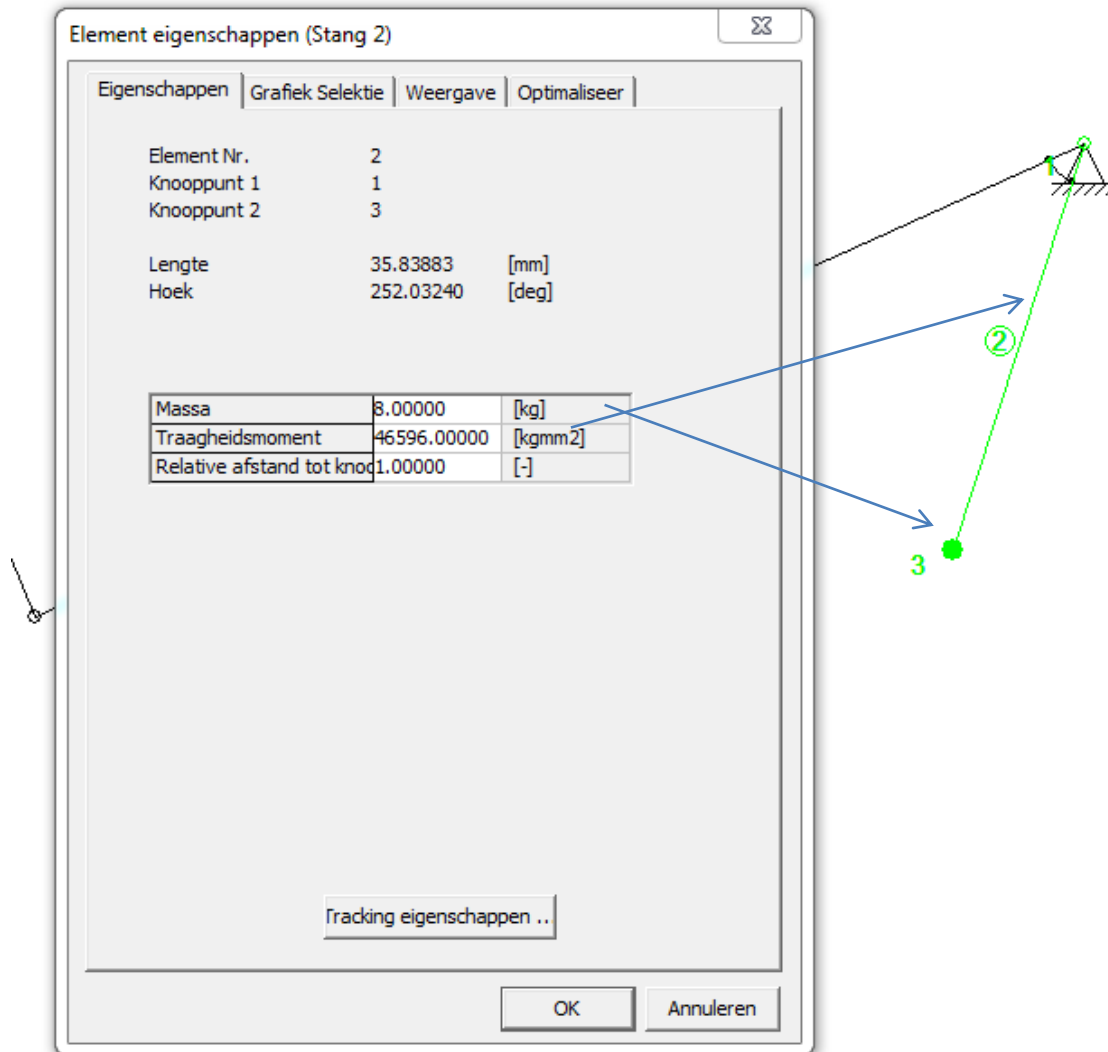 Element eigenschappen (Stang 2)
Eigenschappen Grafiek Selektie Weergave Optimaliseer
Element Nr. 2
Knooppunt 1 1
Knooppunt 2 3
Lengte 35.83883 [mm]
Hoek 252.03240 [deg]
Massa 8.00000 [kg]
Traagheidsmoment 46596.00000 [kgmm2]
Relative afstand tot knoo 1.00000 [-]
Tracking eigenschappen ...
OK Annuleren
1
2
3